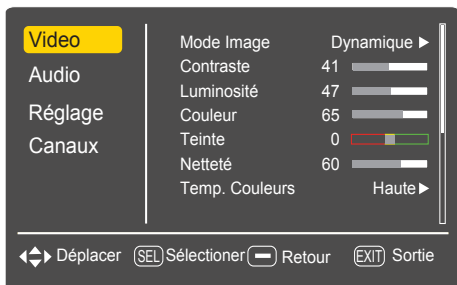 Video
Audio
Réglage
Canaux
Mode Image Dynamique
Contraste 41
Luminosité 47
Couleur 65
Teinte 0
Netteté 60
Temp. Couleurs Haute
Déplacer SEL Sélectioner Retour EXIT Sortie